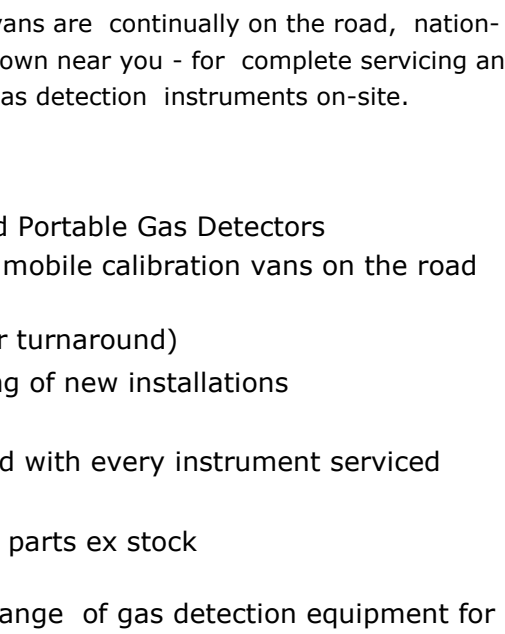 vans are continually on the road, nation-
own near you - for complete servicing an
as detection instruments on-site.
d Portable Gas Detectors
mobile calibration vans on the road
r turnaround)
g of new installations
d with every instrument serviced
parts ex stock
ange of gas detection equipment for